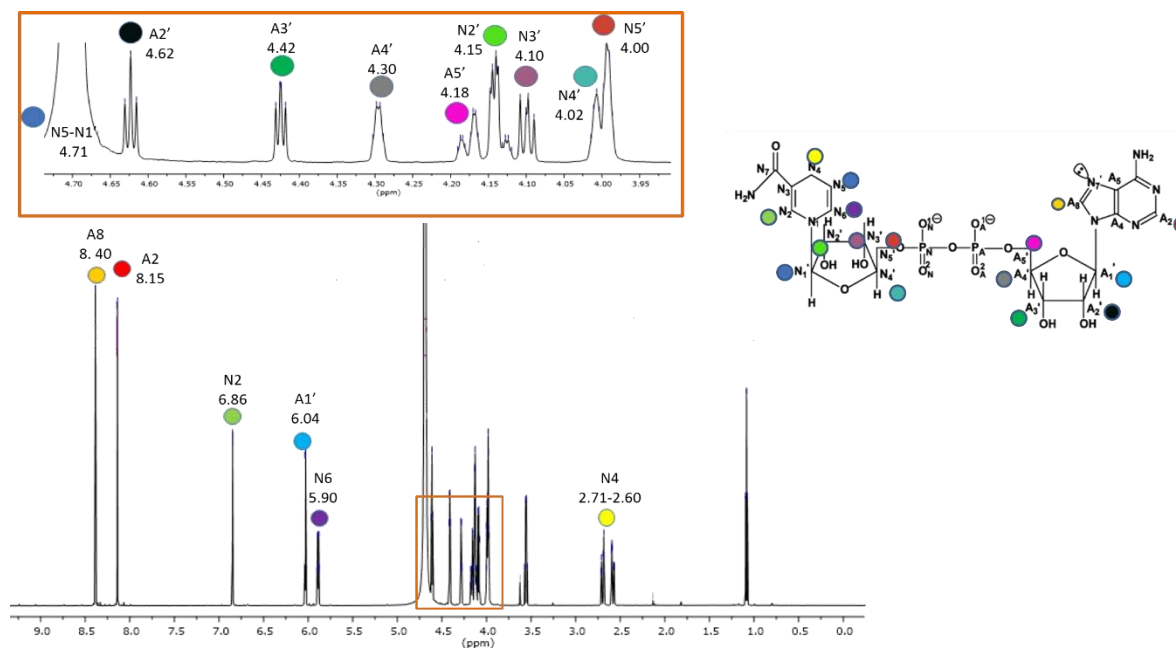 A2′
4.62
A3′
4.42
A4′
4.30
A5′
4.18
N2′
4.15
N3′
4.10
N4′
4.02
N5′
4.00
N5-N1′
4.71
4.70 4.65 4.60 4.55 4.50 4.45 4.40 4.35 4.30 4.25 4.20 4.15 4.10 4.05 4.00 3.95
(ppm)
A8
8.40
A2
8.15
N2
6.86
A1′
6.04
N6
5.90
N4
2.71-2.60
9.0 8.5 8.0 7.5 7.0 6.5 6.0 5.5 5.0 4.5 4.0 3.5 3.0 2.5 2.0 1.5 1.0 0.5 0.0
(ppm)
O
N7
H2N
N3
N4
N5
N2
N6
N1
H
H
N2'
N3'
OH
OH
N5'
N1'
N4'
O
H
H
O
O1⊖N
P
N
O2N
O
O1⊖A
P
A
O2A
O
A5'
A4'
O
A1'
H
H
H
H
A3'
A2'
OH
OH
NH2
N7'
A5
N
A8
N
A4
N
A2